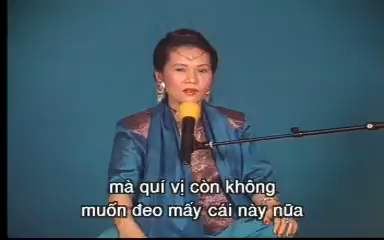 mà quí vị còn không
muốn đeo mấy cái này nữa